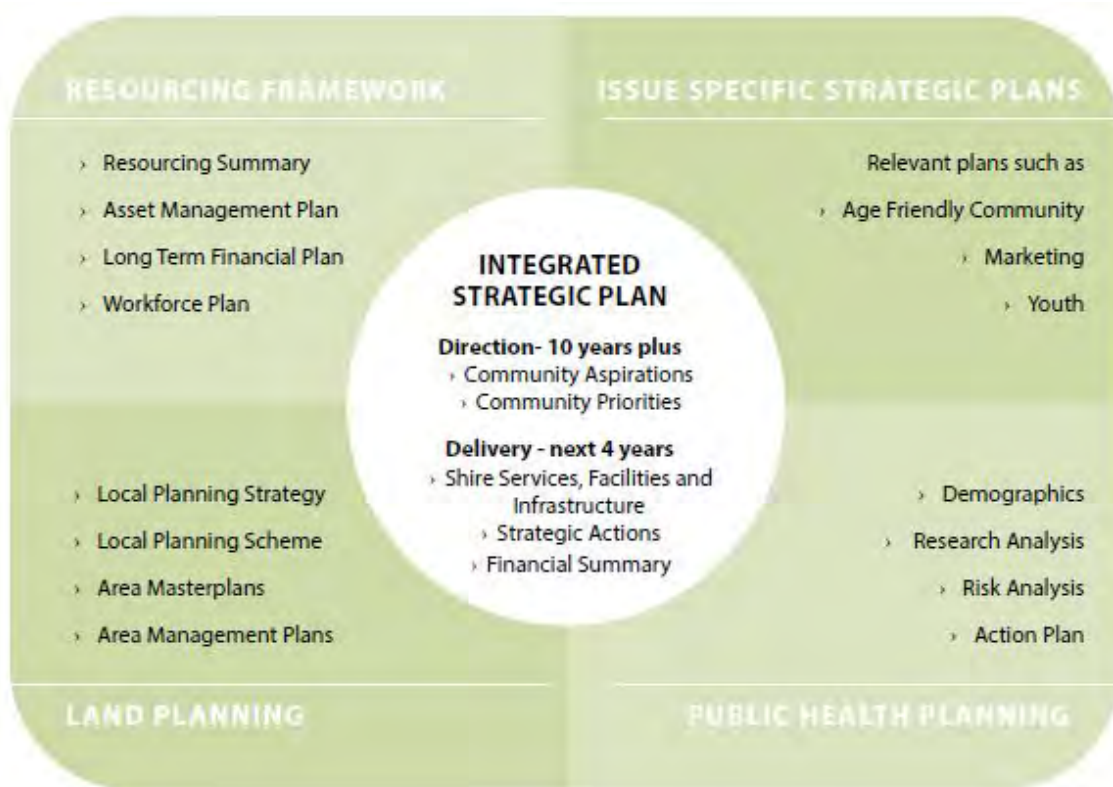 RESOURCING FRAMEWORK
› Resourcing Summary
› Asset Management Plan
› Long Term Financial Plan
› Workforce Plan
ISSUE SPECIFIC STRATEGIC PLANS
Relevant plans such as
› Age Friendly Community
› Marketing
› Youth
INTEGRATED
STRATEGIC PLAN
Direction- 10 years plus
› Community Aspirations
› Community Priorities
Delivery - next 4 years
› Shire Services, Facilities and
Infrastructure
› Strategic Actions
› Financial Summary
› Local Planning Strategy
› Local Planning Scheme
› Area Masterplans
› Area Management Plans
LAND PLANNING
› Demographics
› Research Analysis
› Risk Analysis
› Action Plan
PUBLIC HEALTH PLANNING